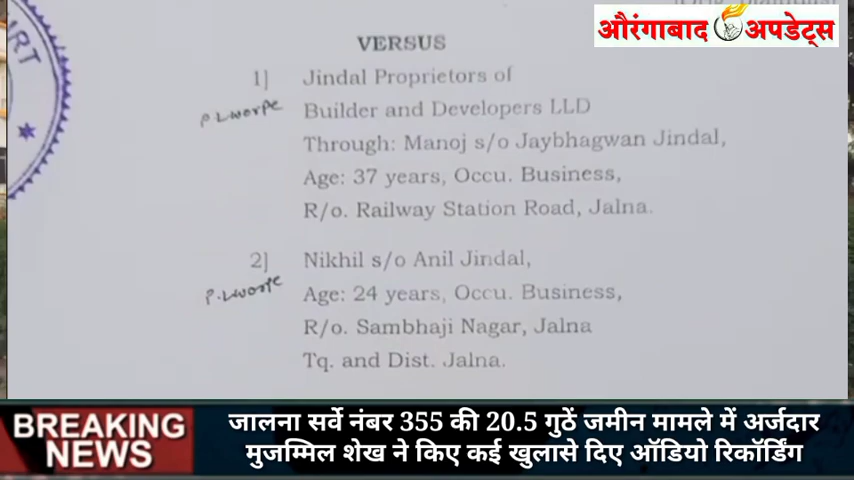 औरंगाबाद अपडेट्स
VERSUS
1] Jindal Proprietors of
Builder and Developers LLD
Through: Manoj s/o Jaybhagwan Jindal,
Age: 37 years, Occu. Business,
R/o. Railway Station Road, Jalna.
2] Nikhil s/o Anil Jindal,
Age: 24 years, Occu. Business,
R/o. Sambhaji Nagar, Jalna
Tq. and Dist. Jalna.
BREAKING NEWS
जालना सर्वे नंबर 355 की 20.5 गुठें जमीन मामले में अर्जदार
मुजम्मिल शेख ने किए कई खुलासे दिए ऑडियो रिकॉर्डिंग